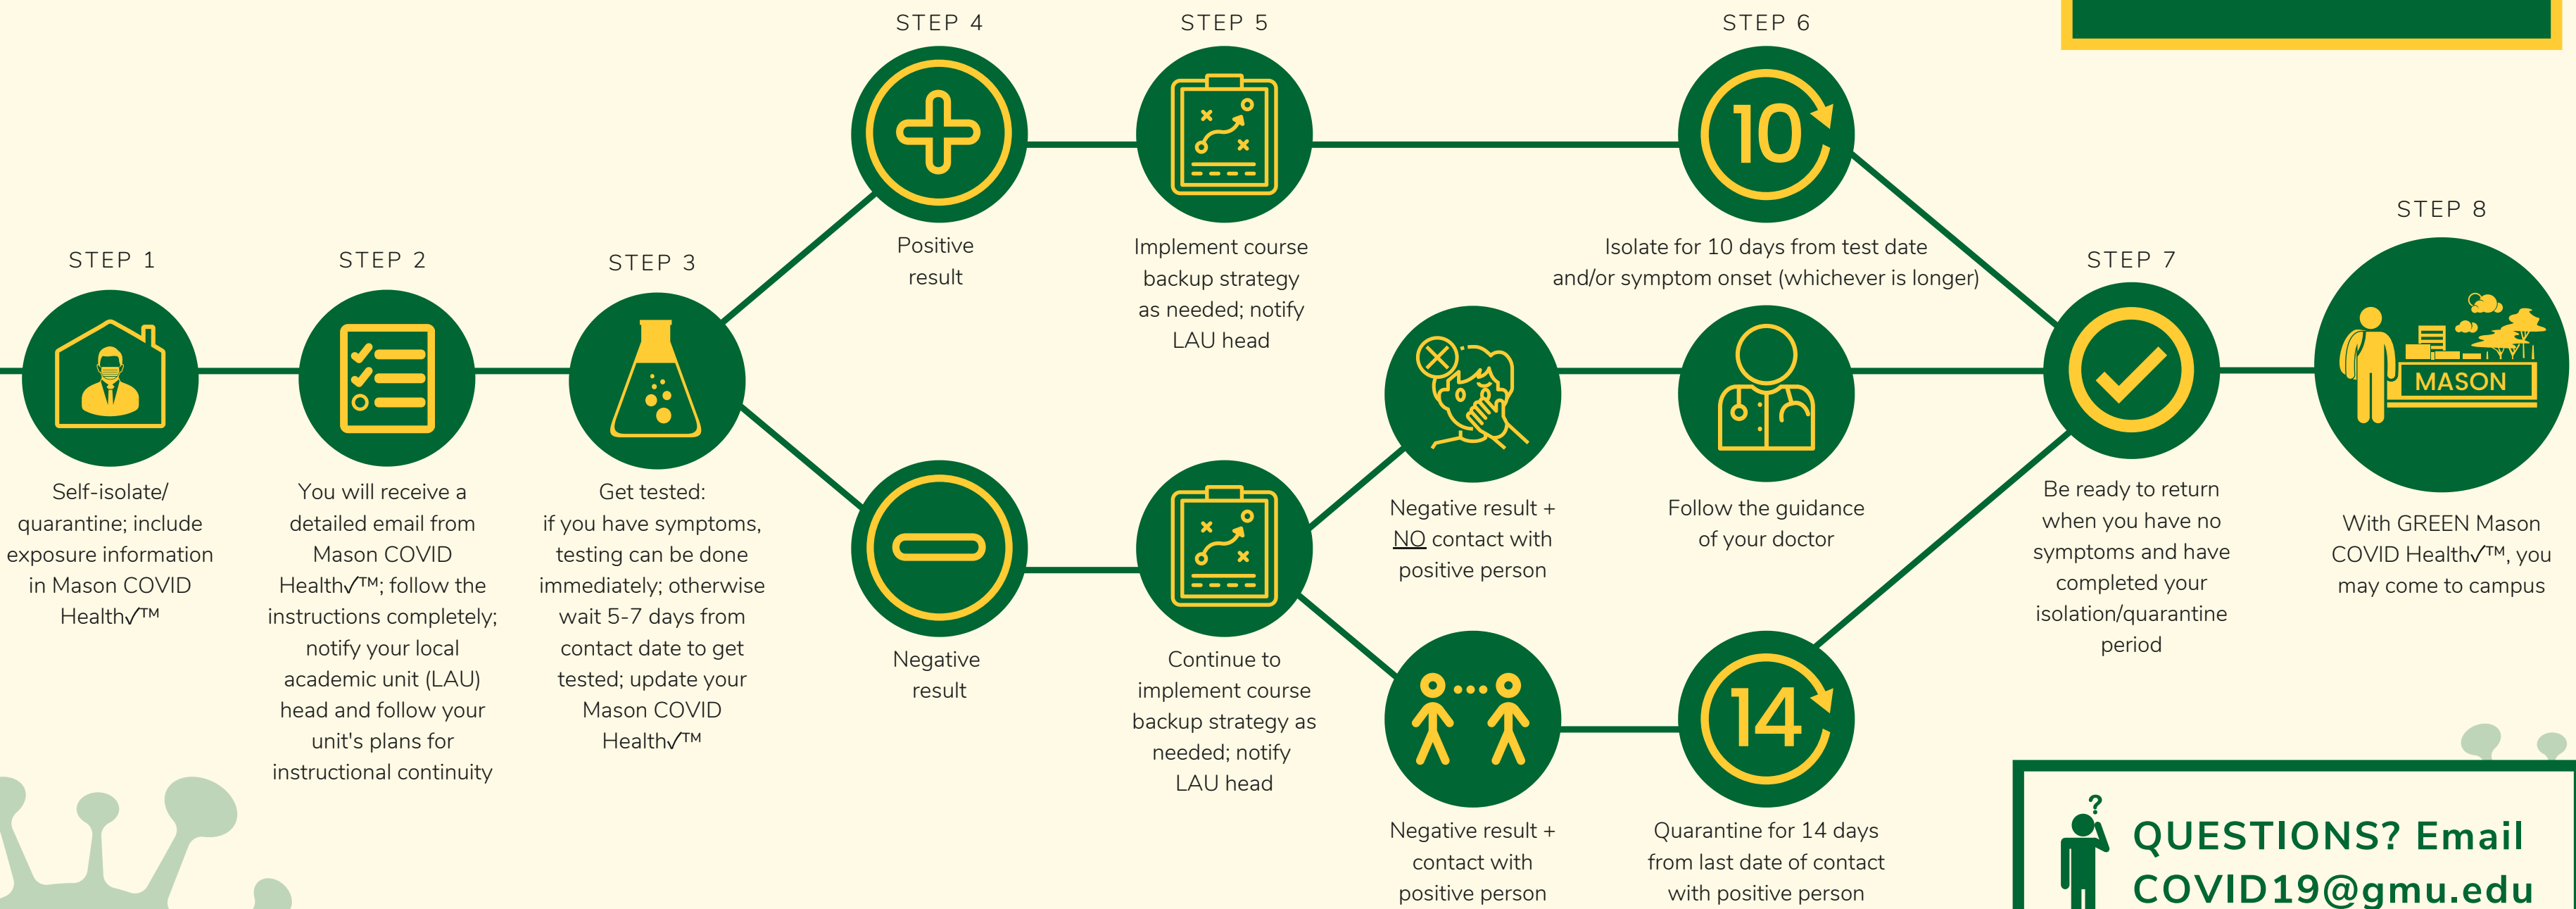 STEP 1
Self-isolate/
quarantine; include
exposure information
in Mason COVID
Health✓™
STEP 2
You will receive a
detailed email from
Mason COVID
Health✓™; follow the
instructions completely;
notify your local
academic unit (LAU)
head and follow your
unit's plans for
instructional continuity
STEP 3
Get tested:
if you have symptoms,
testing can be done
immediately; otherwise
wait 5-7 days from
contact date to get
tested; update your
Mason COVID
Health✓™
STEP 4
Positive
result
Negative
result
STEP 5
Implement course
backup strategy
as needed; notify
LAU head
Continue to
implement course
backup strategy as
needed; notify
LAU head
Negative result +
NO contact with
positive person
Negative result +
contact with
positive person
STEP 6
10
Isolate for 10 days from test date
and/or symptom onset (whichever is longer)
Follow the guidance
of your doctor
14
Quarantine for 14 days
from last date of contact
with positive person
STEP 7
Be ready to return
when you have no
symptoms and have
completed your
isolation/quarantine
period
STEP 8
MASON
With GREEN Mason
COVID Health✓™, you
may come to campus
?
QUESTIONS? Email
COVID19@gmu.edu